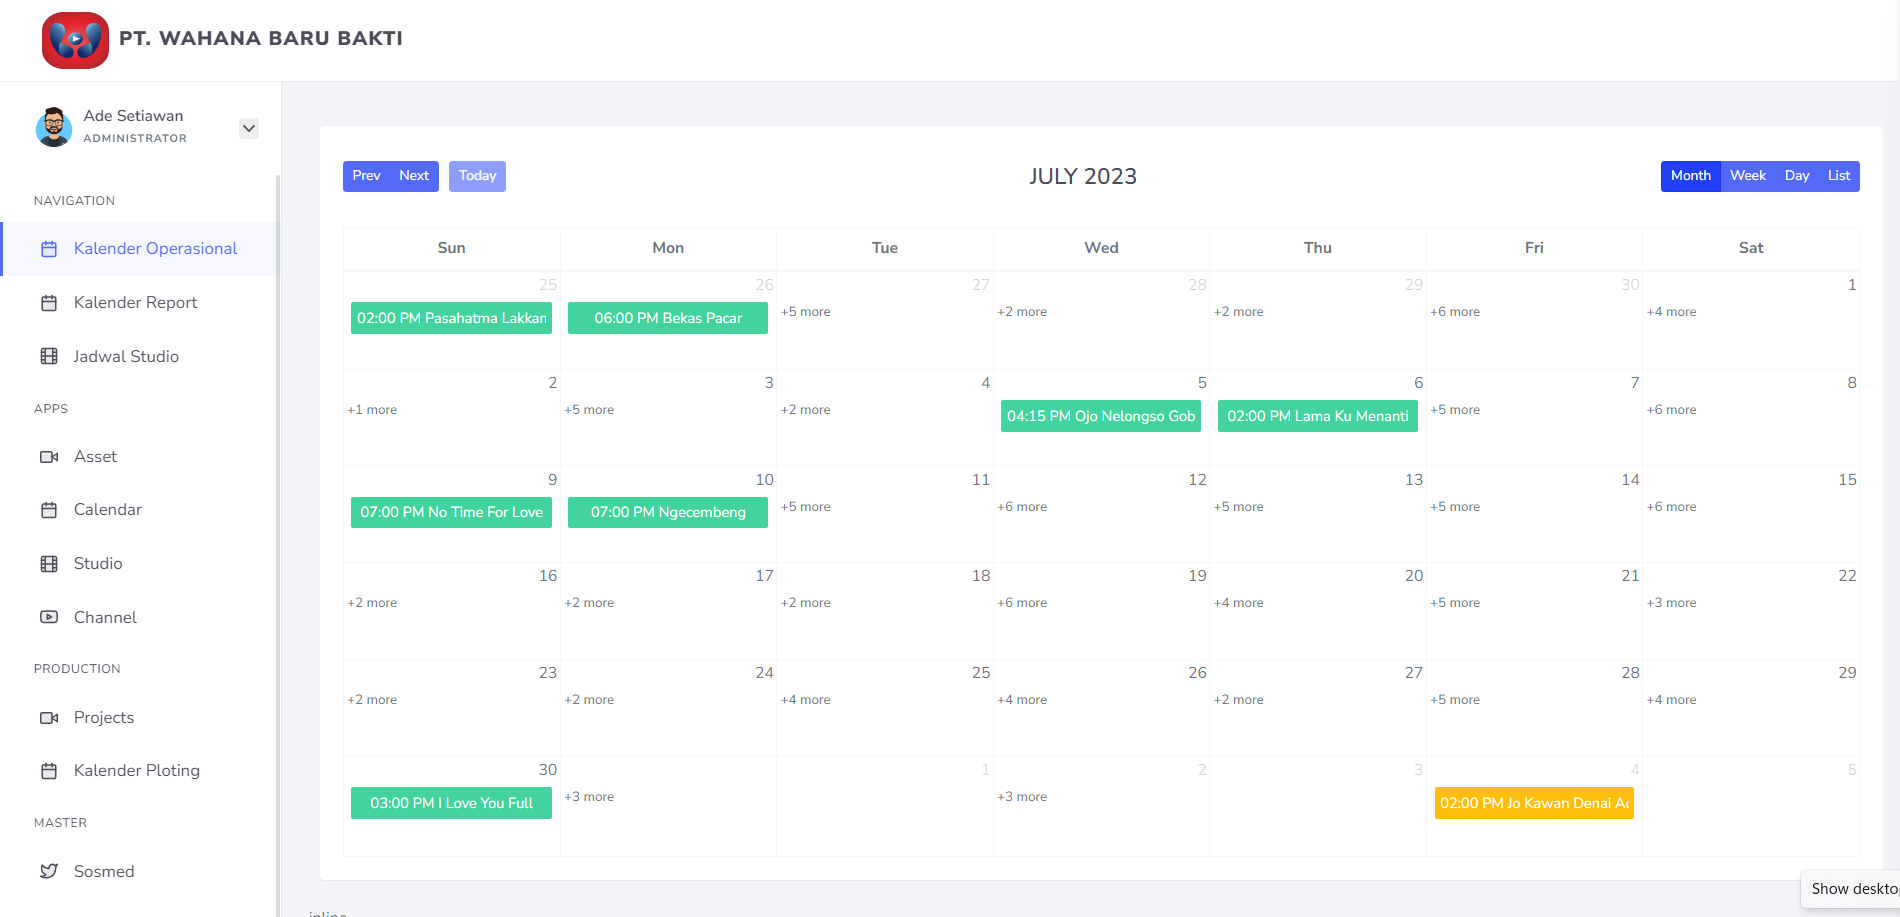 PT. WAHANA BARU BAKTI
Ade Setiawan
ADMINISTRATOR
NAVIGATION
Kalender Operasional
Kalender Report
Jadwal Studio
APPS
Asset
Calendar
Studio
Channel
PRODUCTION
Projects
Kalender Ploting
MASTER
Sosmed
Prev Next Today
JULY 2023
Month Week Day List
Sun Mon Tue Wed Thu Fri Sat
25 26 27 28 29 30 1
02:00 PM Pasahatma Lakkan 06:00 PM Bekas Pacar +5 more +2 more +2 more +6 more +4 more
2 3 4 5 6 7 8
+1 more +5 more +2 more 04:15 PM Ojo Nelongso Gob 02:00 PM Lama Ku Menanti +5 more +6 more
9 10 11 12 13 14 15
07:00 PM No Time For Love 07:00 PM Ngecembeng +5 more +6 more +5 more +5 more +6 more
16 17 18 19 20 21 22
+2 more +2 more +2 more +6 more +4 more +5 more +3 more
23 24 25 26 27 28 29
+2 more +2 more +4 more +4 more +2 more +5 more +4 more
30 1 2 3 4 5
03:00 PM I Love You Full +3 more +3 more 02:00 PM Jo Kawan Denai
Show deskto